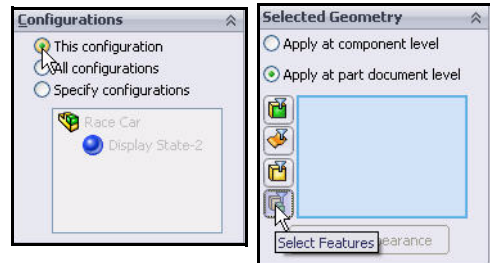 Configurations
This configuration
All configurations
Specify configurations
Race Car
Display State-2
Selected Geometry
Apply at component level
Apply at part document level
Select Features